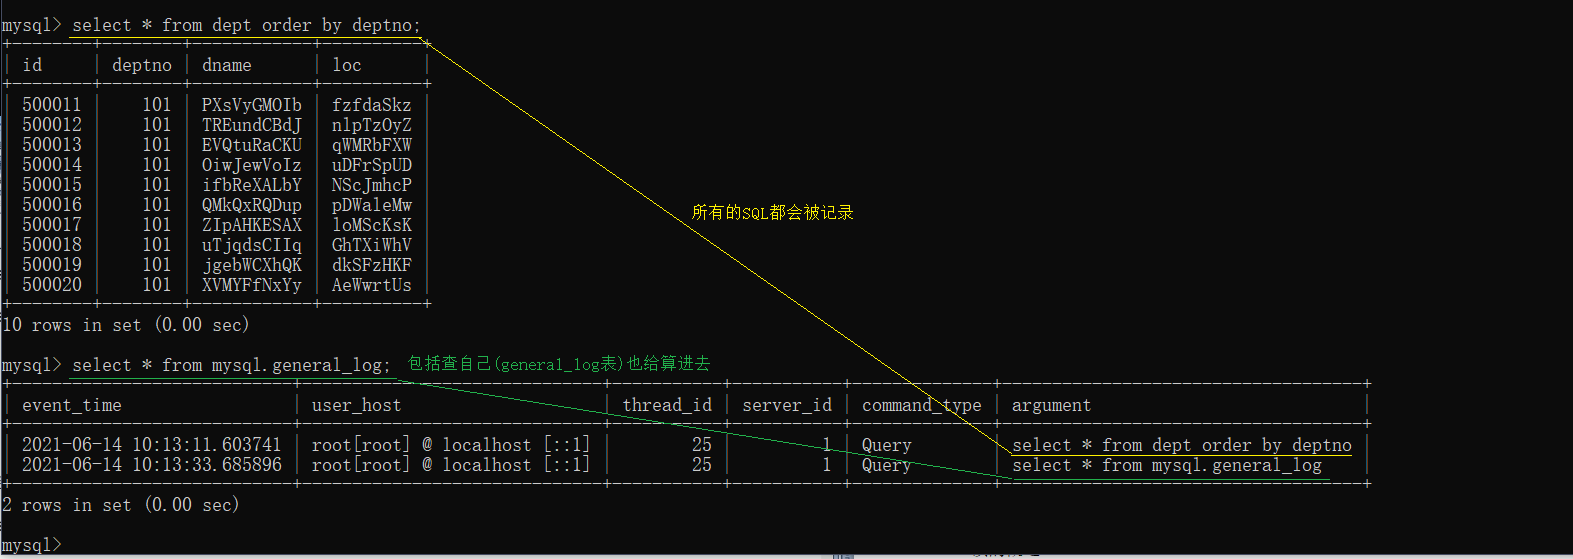 mysql> select * from dept order by deptno;
id | deptno | dname | loc
500011 | 101 | PXsVyGMOIb | fzfdaSkz
500012 | 101 | TREundCBdJ | nlpTzOyZ
500013 | 101 | EVQtuRaCKU | qWMRbFXW
500014 | 101 | OiwJewVoIz | uDFrSpUD
500015 | 101 | ifbReXALbY | NScJmhcP
500016 | 101 | QMkQxRQDup | pDWaleMw
500017 | 101 | ZIpAHKESAX | loMScKsK
所有的SQL都会被记录
500018 | 101 | uTjqdsCIIq | GhTXiWhV
500019 | 101 | jgebWCXhQK | dkSFzHKF
500020 | 101 | XVMYFfNxYy | AeWwrtUs
10 rows in set (0.00 sec)
mysql> select * from mysql.general_log; 包括查自己(general_log表)也给算进去
event_time | user_host | thread_id | server_id | command_type | argument
2021-06-14 10:13:11.603741 | root[root] @ localhost [::1] | 25 | 1 | Query | select * from dept order by deptno
2021-06-14 10:13:33.685896 | root[root] @ localhost [::1] | 25 | 1 | Query | select * from mysql.general_log
2 rows in set (0.00 sec)
mysql>